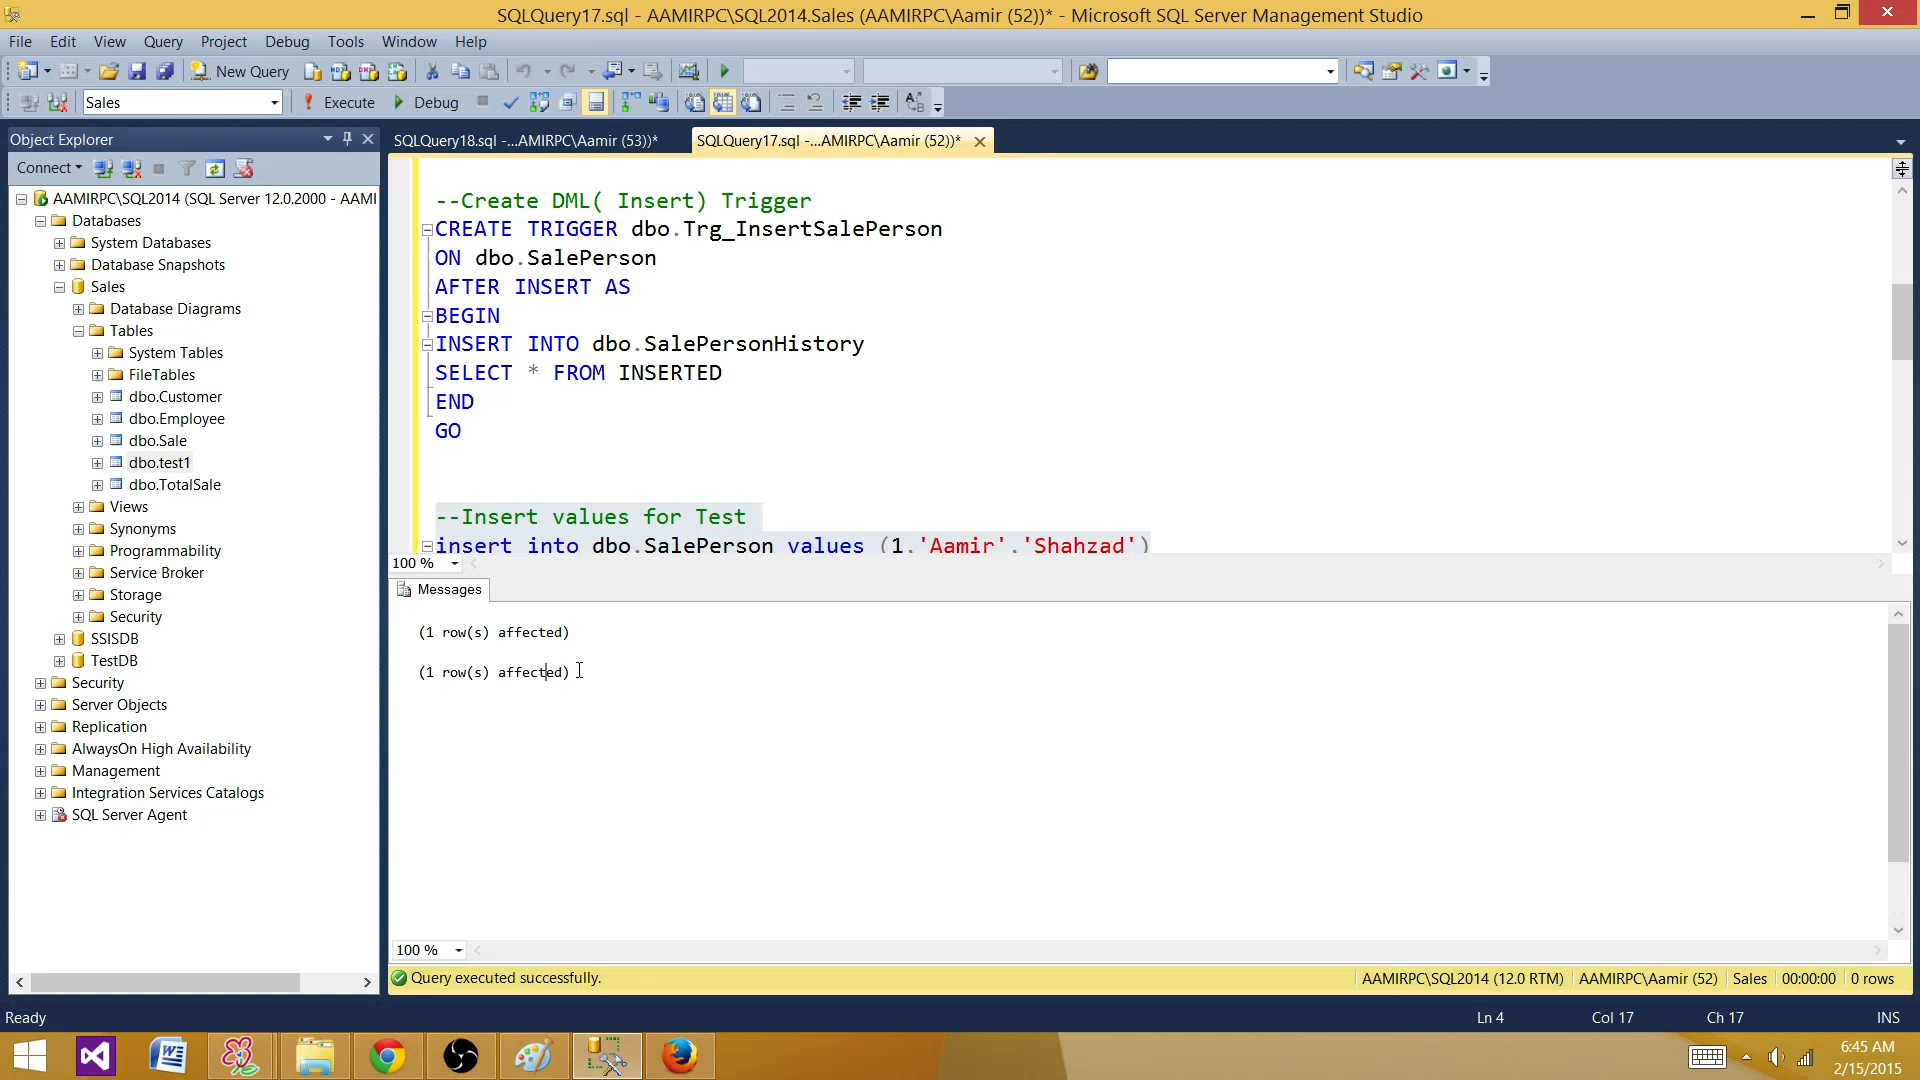 SQLQuery17.sql - AAMIRPC\SQL2014.Sales (AAMIRPC\Aamir (52))* - Microsoft SQL Server Management Studio
File Edit View Query Project Debug Tools Window Help
New Query
Sales Execute Debug
Object Explorer
SQLQuery18.sql -...AMIRPC\Aamir (53))* SQLQuery17.sql -...AMIRPC\Aamir (52))*
Connect
AAMIRPC\SQL2014 (SQL Server 12.0.2000 - AAMI
Databases
System Databases
Database Snapshots
Sales
Database Diagrams
Tables
System Tables
FileTables
dbo.Customer
dbo.Employee
dbo.Sale
dbo.test1
dbo.TotalSale
Views
Synonyms
Programmability
Service Broker
Storage
Security
SSISDB
TestDB
Security
Server Objects
Replication
AlwaysOn High Availability
Management
Integration Services Catalogs
SQL Server Agent
--Create DML( Insert) Trigger
CREATE TRIGGER dbo.Trg_InsertSalePerson
ON dbo.SalePerson
AFTER INSERT AS
BEGIN
INSERT INTO dbo.SalePersonHistory
SELECT * FROM INSERTED
END
GO
--Insert values for Test
insert into dbo.SalePerson values (1,'Aamir','Shahzad')
100 %
Messages
(1 row(s) affected)
(1 row(s) affected)
100 %
Query executed successfully. AAMIRPC\SQL2014 (12.0 RTM) AAMIRPC\Aamir (52) Sales 00:00:00 0 rows
Ready Ln 4 Col 17 Ch 17 INS
6:45 AM
2/15/2015